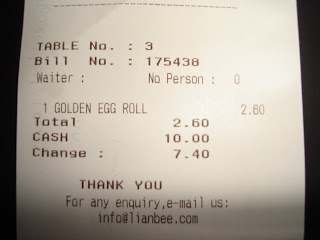 TABLE No. : 3
Bill No. : 175438
Waiter : No Person : 0
1 GOLDEN EGG ROLL 2.60
Total 2.60
CASH 10.00
Change : 7.40
THANK YOU
For any enquiry,e-mail us:
info@lianbee.com